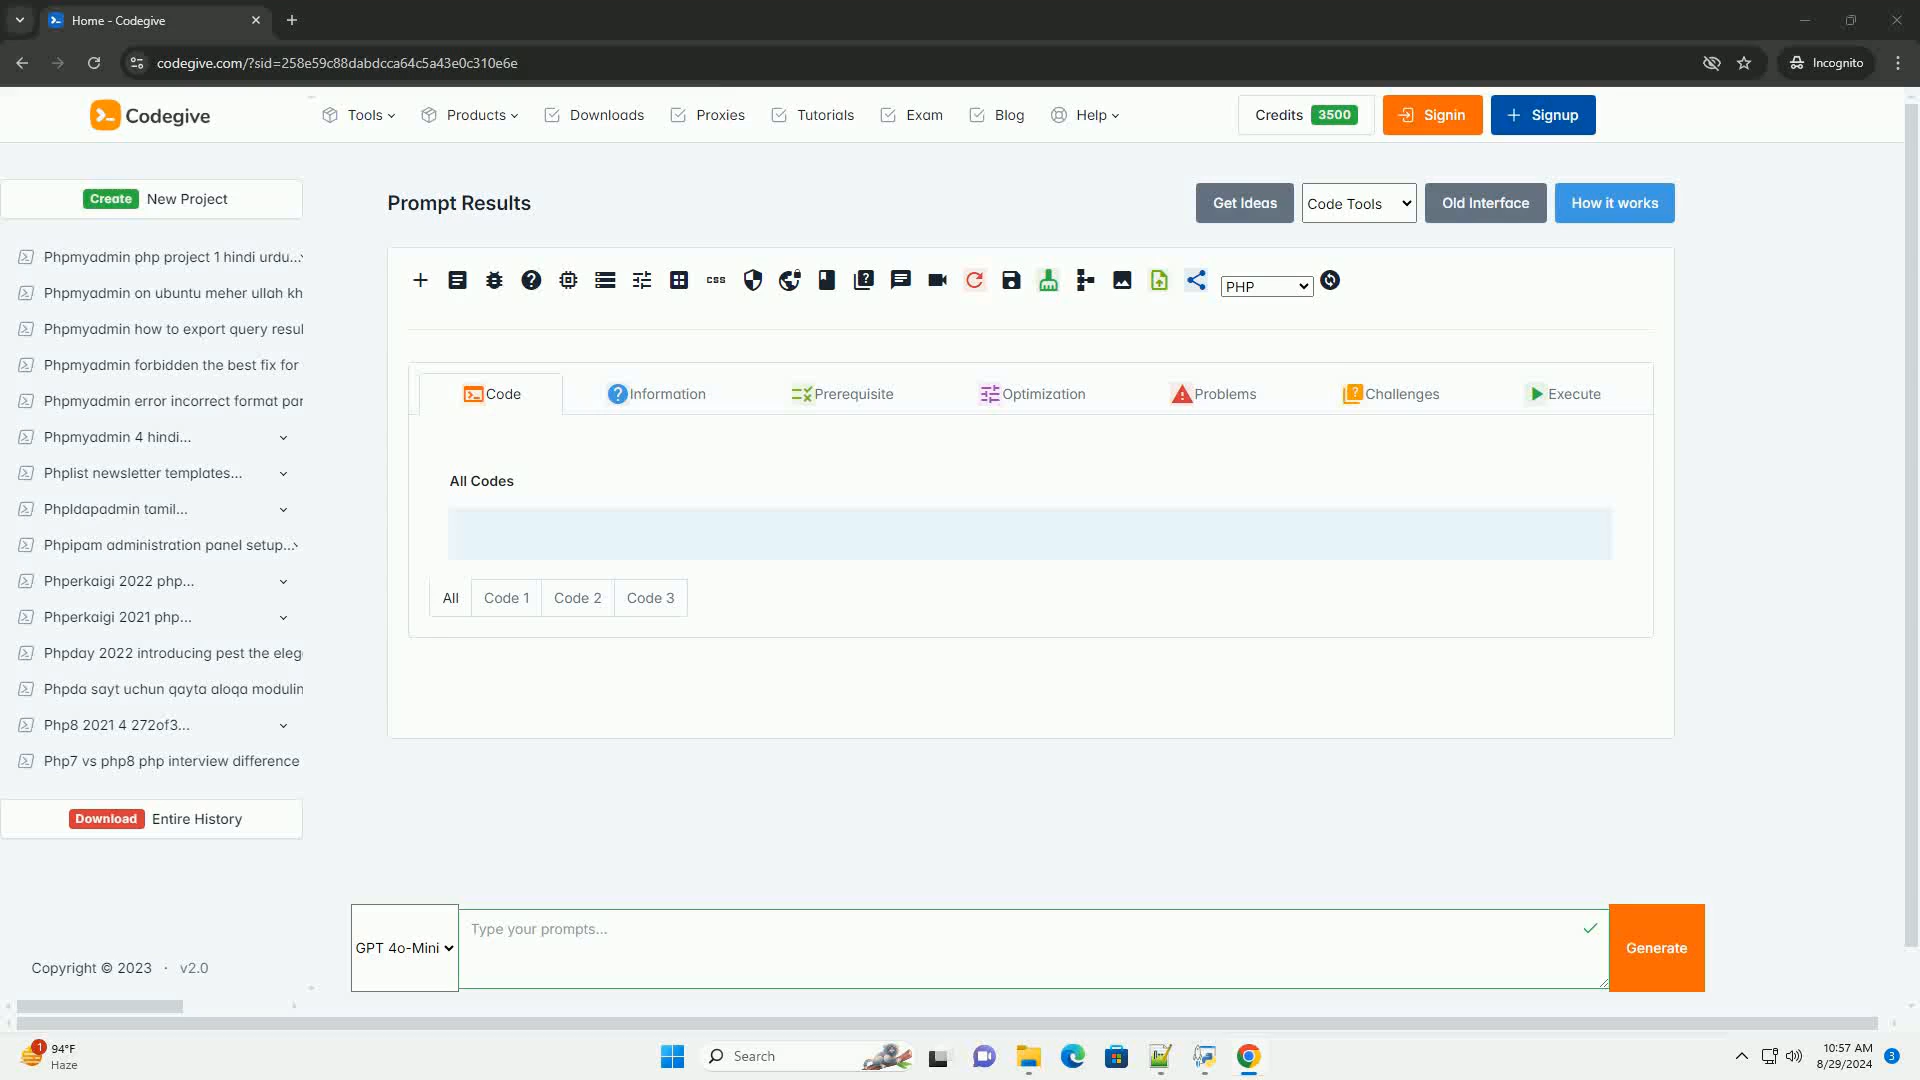 Home - Codegive
codegive.com/?sid=258e59c88dabdcca64c5a43e0c310e6e
Incognito
Codegive
Tools
Products
Downloads
Proxies
Tutorials
Exam
Blog
Help
Credits 3500
Signin
Signup
Create New Project
Phpmyadmin php project 1 hindi urdu...
Phpmyadmin on ubuntu meher ullah kh
Phpmyadmin how to export query resul
Phpmyadmin forbidden the best fix for
Phpmyadmin error incorrect format par
Phpmyadmin 4 hindi...
Phplist newsletter templates...
Phpldapadmin tamil...
Phpipam administration panel setup...
Phperkaigi 2022 php...
Phperkaigi 2021 php...
Phpday 2022 introducing pest the eleg
Phpda sayt uchun qayta aloqa modulin
Php8 2021 4 272of3...
Php7 vs php8 php interview difference
Download Entire History
Copyright © 2023 · v2.0
Prompt Results
Get Ideas
Code Tools
Old Interface
How it works
css
PHP
Code
Information
Prerequisite
Optimization
Problems
Challenges
Execute
All Codes
All
Code 1
Code 2
Code 3
GPT 4o-Mini
Type your prompts...
Generate
1
94°F
Haze
Search
10:57 AM
8/29/2024
3